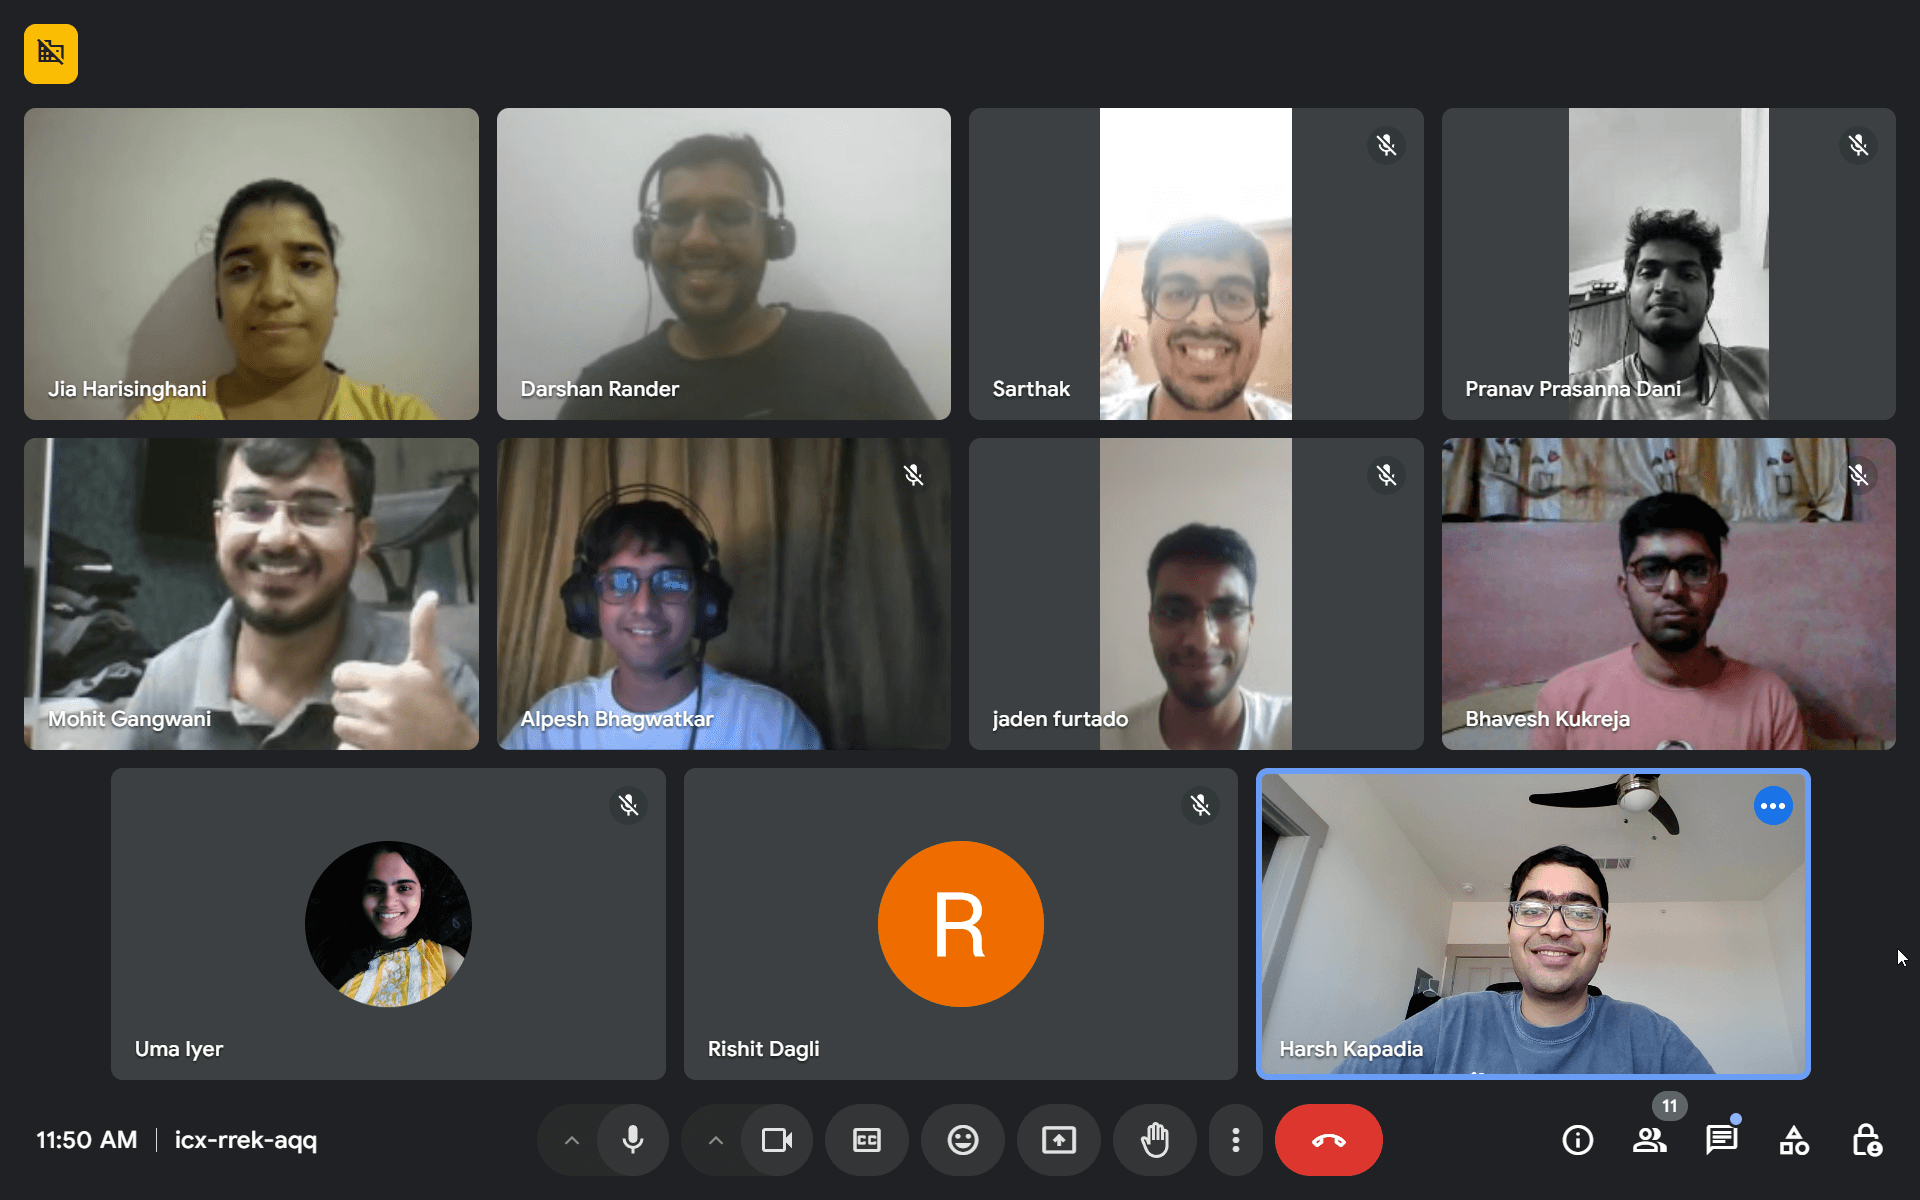 Jia Harisinghani
Darshan Rander
Sarthak
Pranav Prasanna Dani
Mohit Gangwani
Alpesh Bhagwatkar
jaden furtado
Bhavesh Kukreja
R
Uma Iyer
Rishit Dagli
Harsh Kapadia
11
11:50 AM
icx-rrek-aqq
CC